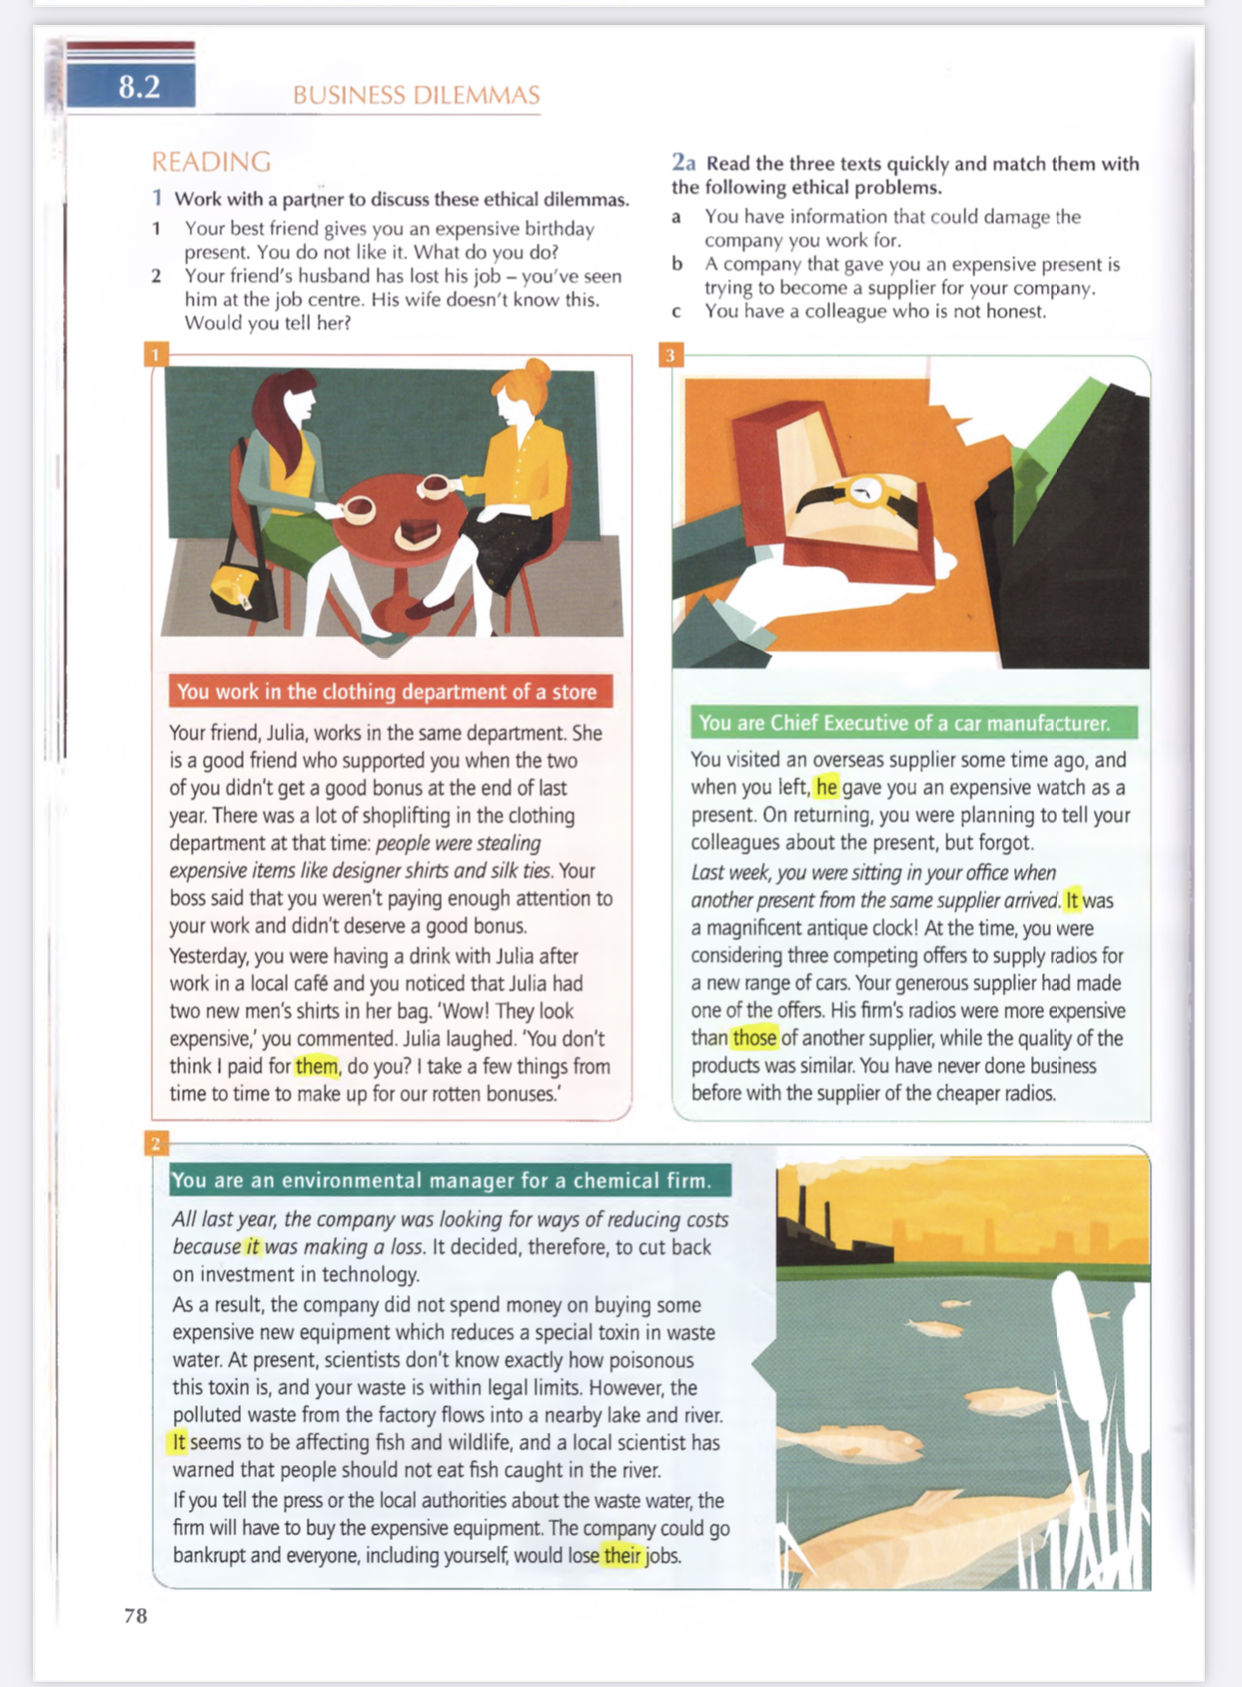 8.2
BUSINESS DILEMMAS
READING
1 Work with a partner to discuss these ethical dilemmas.
1 Your best friend gives you an expensive birthday
present. You do not like it. What do you do?
2 Your friend's husband has lost his job – you've seen
him at the job centre. His wife doesn't know this.
Would you tell her?
2a Read the three texts quickly and match them with
the following ethical problems.
a You have information that could damage the
company you work for.
b A company that gave you an expensive present is
trying to become a supplier for your company.
c You have a colleague who is not honest.
1
You work in the clothing department of a store
Your friend, Julia, works in the same department. She
is a good friend who supported you when the two
of you didn't get a good bonus at the end of last
year. There was a lot of shoplifting in the clothing
department at that time: people were stealing
expensive items like designer shirts and silk ties. Your
boss said that you weren't paying enough attention to
your work and didn't deserve a good bonus.
Yesterday, you were having a drink with Julia after
work in a local café and you noticed that Julia had
two new men's shirts in her bag. 'Wow! They look
expensive,' you commented. Julia laughed. 'You don't
think I paid for them, do you? I take a few things from
time to time to make up for our rotten bonuses.'
3
You are Chief Executive of a car manufacturer.
You visited an overseas supplier some time ago, and
when you left, he gave you an expensive watch as a
present. On returning, you were planning to tell your
colleagues about the present, but forgot.
Last week, you were sitting in your office when
another present from the same supplier arrived. It was
a magnificent antique clock! At the time, you were
considering three competing offers to supply radios for
a new range of cars. Your generous supplier had made
one of the offers. His firm's radios were more expensive
than those of another supplier, while the quality of the
products was similar. You have never done business
before with the supplier of the cheaper radios.
2
You are an environmental manager for a chemical firm.
All last year, the company was looking for ways of reducing costs
because it was making a loss. It decided, therefore, to cut back
on investment in technology.
As a result, the company did not spend money on buying some
expensive new equipment which reduces a special toxin in waste
water. At present, scientists don't know exactly how poisonous
this toxin is, and your waste is within legal limits. However, the
polluted waste from the factory flows into a nearby lake and river.
It seems to be affecting fish and wildlife, and a local scientist has
warned that people should not eat fish caught in the river.
If you tell the press or the local authorities about the waste water, the
firm will have to buy the expensive equipment. The company could go
bankrupt and everyone, including yourself, would lose their jobs.
78